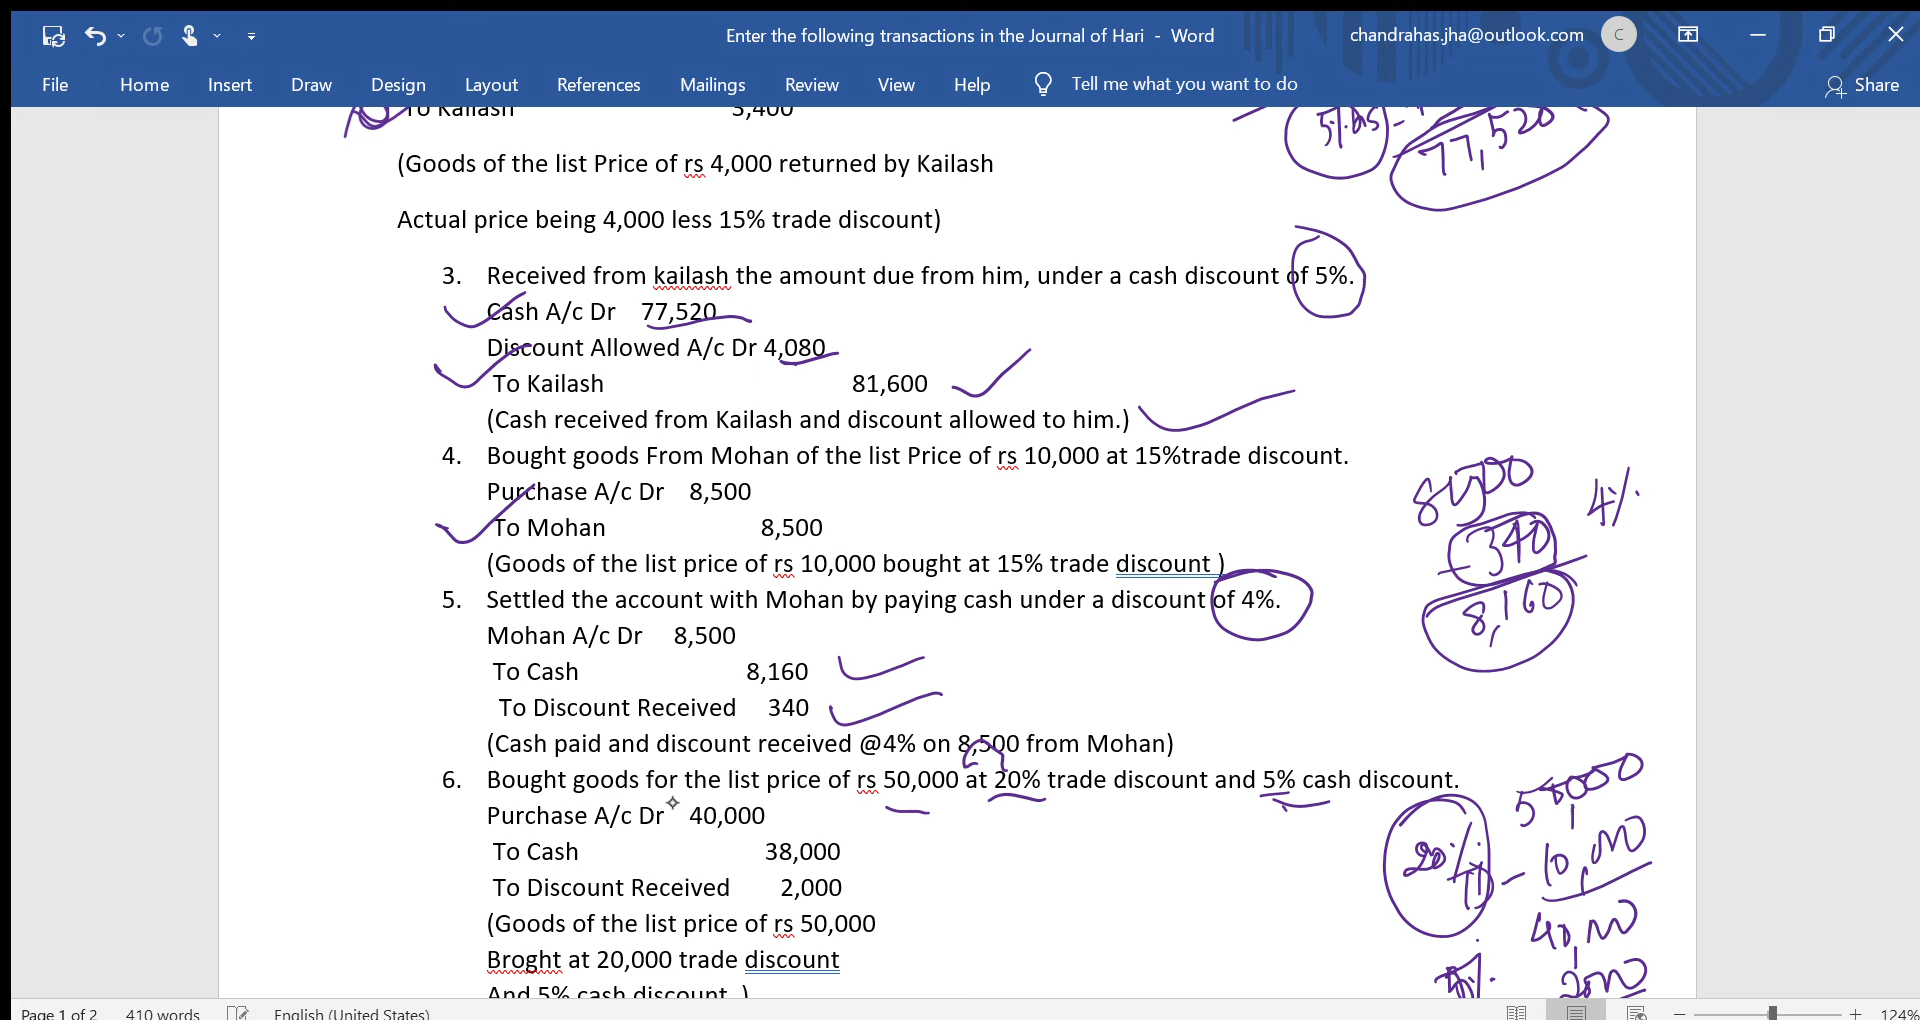 Enter the following transactions in the Journal of Hari - Word
chandrahas.jha@outlook.com
C
File Home Insert Draw Design Layout References Mailings Review View Help Tell me what you want to do Share
To Kailash 3,400
77,520
(Goods of the list Price of rs 4,000 returned by Kailash
Actual price being 4,000 less 15% trade discount)
3. Received from kailash the amount due from him, under a cash discount of 5%.
Cash A/c Dr 77,520
Discount Allowed A/c Dr 4,080
To Kailash 81,600
(Cash received from Kailash and discount allowed to him.)
4. Bought goods From Mohan of the list Price of rs 10,000 at 15%trade discount.
Purchase A/c Dr 8,500
4%
To Mohan 8,500
- 340
(Goods of the list price of rs 10,000 bought at 15% trade discount )
5. Settled the account with Mohan by paying cash under a discount of 4%.
8,160
Mohan A/c Dr 8,500
To Cash 8,160
To Discount Received 340
(Cash paid and discount received @4% on 8,500 from Mohan)
6. Bought goods for the list price of rs 50,000 at 20% trade discount and 5% cash discount.
50,000
Purchase A/c Dr 40,000
To Cash 38,000
20% - 10,000
To Discount Received 2,000
(Goods of the list price of rs 50,000
40,000
Broght at 20,000 trade discount
5% 2000
And 5% cash discount )
Page 1 of 2 410 words English (United States) 124%